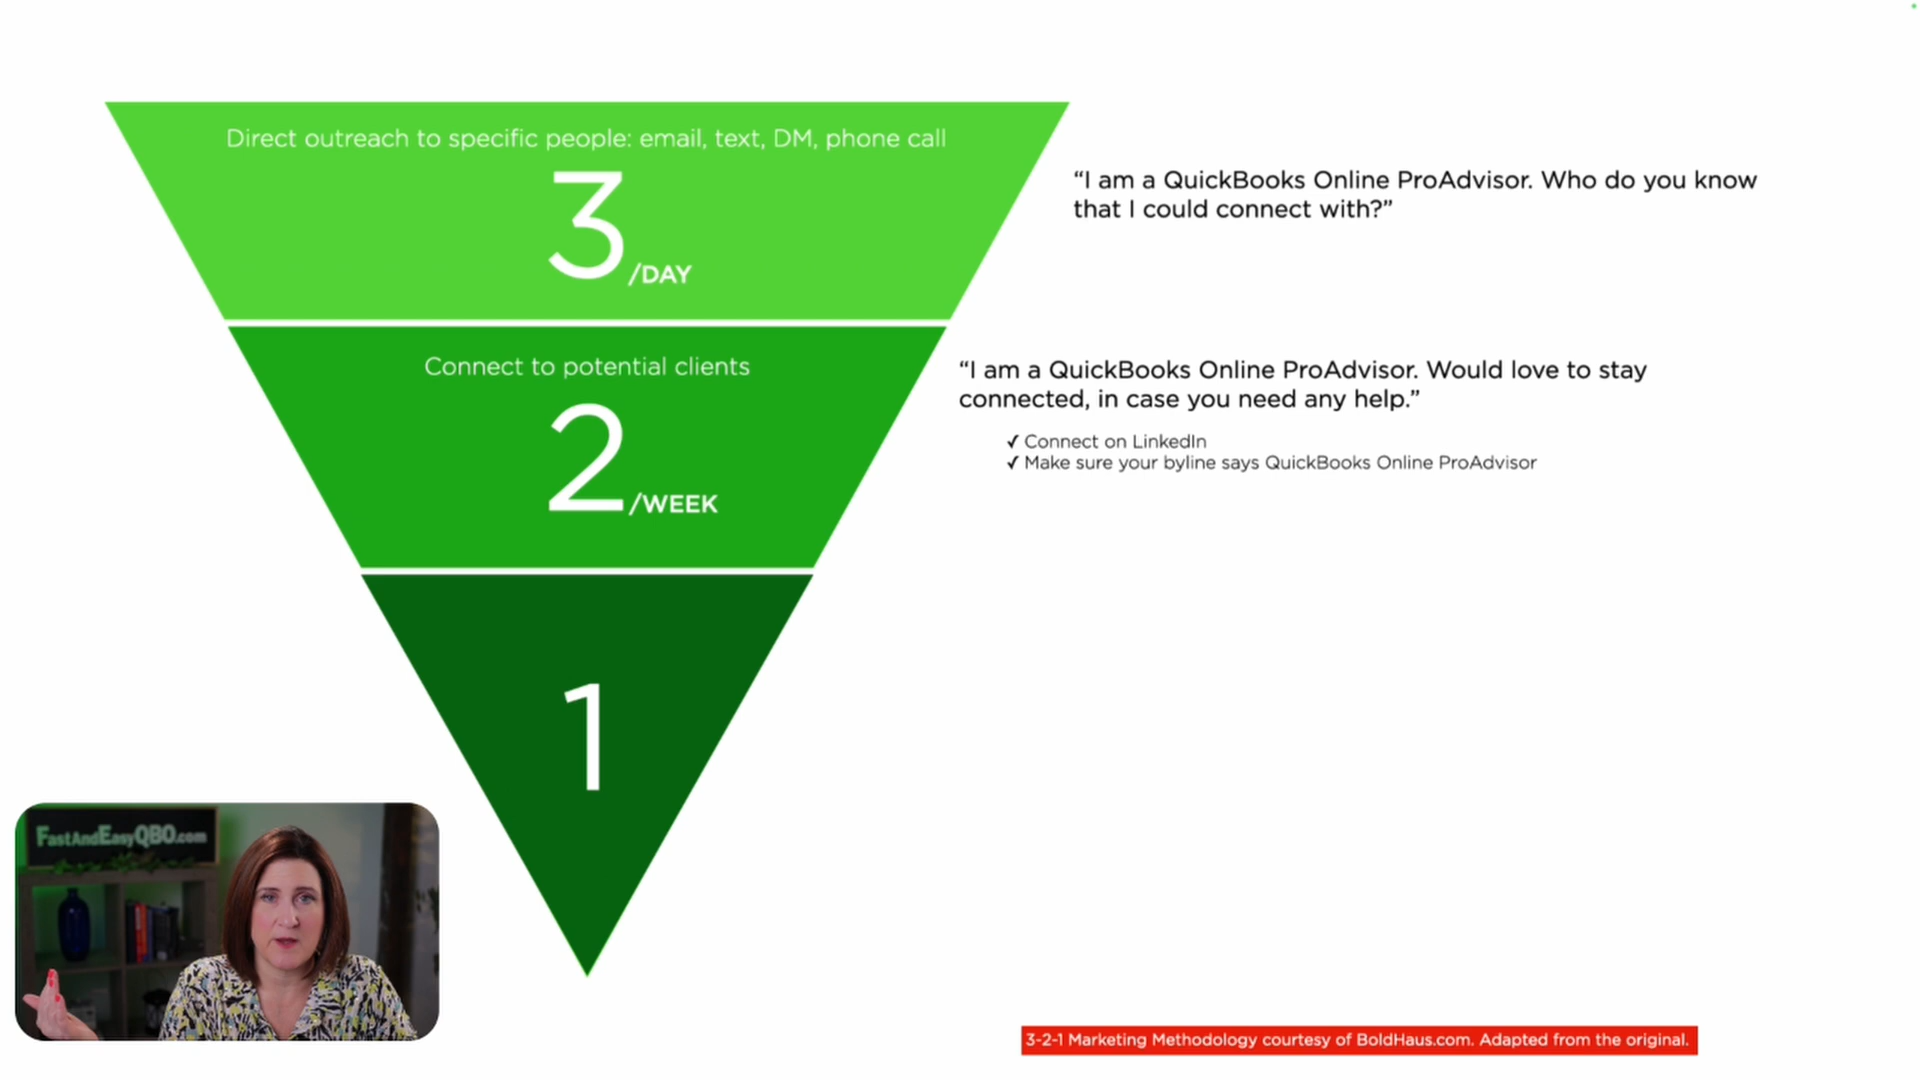 Direct outreach to specific people: email, text, DM, phone call
3/DAY
“I am a QuickBooks Online ProAdvisor. Who do you know
that I could connect with?”
Connect to potential clients
2/WEEK
“I am a QuickBooks Online ProAdvisor. Would love to stay
connected, in case you need any help.”
✓ Connect on LinkedIn
✓ Make sure your byline says QuickBooks Online ProAdvisor
1
FastAndEasyQBO.com
3-2-1 Marketing Methodology courtesy of BoldHaus.com. Adapted from the original.